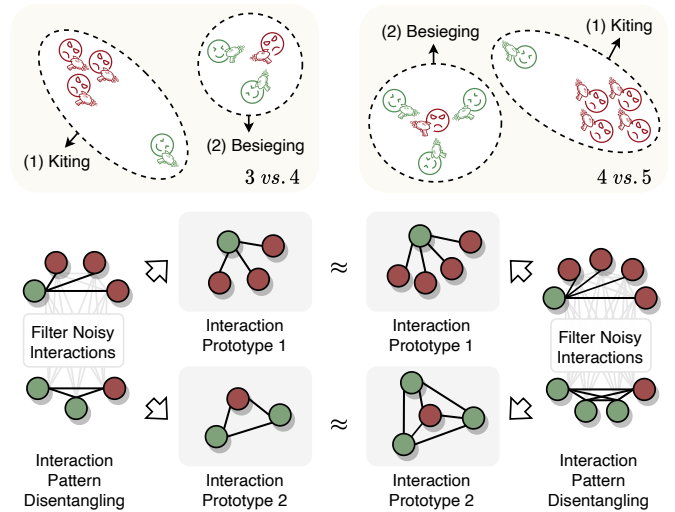 (2) Besieging
(1) Kiting
(1) Kiting
(2) Besieging
3 vs. 4
4 vs. 5
≈
Filter Noisy
Interactions
Interaction
Prototype 1
Interaction
Prototype 1
Filter Noisy
Interactions
≈
Interaction
Pattern
Disentangling
Interaction
Prototype 2
Interaction
Prototype 2
Interaction
Pattern
Disentangling